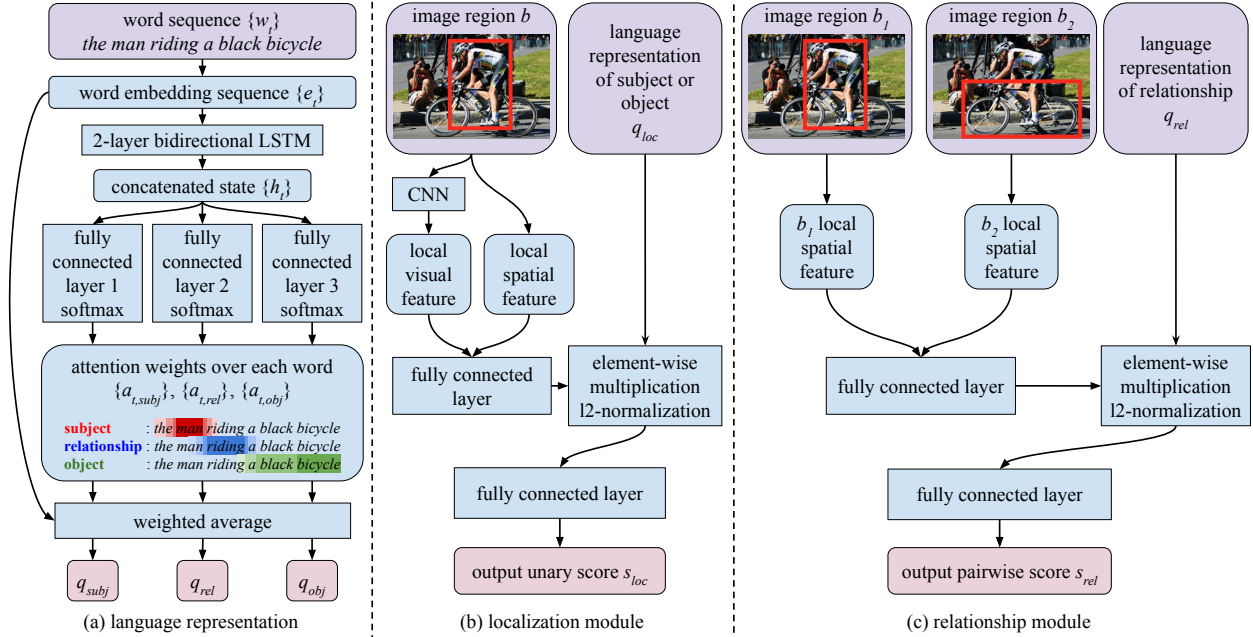 word sequence {w_t}
the man riding a black bicycle
word embedding sequence {e_t}
2-layer bidirectional LSTM
concatenated state {h_t}
fully
connected
layer 1
softmax
fully
connected
layer 2
softmax
fully
connected
layer 3
softmax
attention weights over each word
{a_t,subj}, {a_t,rel}, {a_t,obj}
subject : the man riding a black bicycle
relationship : the man riding a black bicycle
object : the man riding a black bicycle
weighted average
q_subj
q_rel
q_obj
(a) language representation
image region b
language
representation
of subject or
object
q_loc
CNN
local
visual
feature
local
spatial
feature
fully connected
layer
element-wise
multiplication
l2-normalization
fully connected layer
output unary score s_loc
(b) localization module
image region b_1
image region b_2
language
representation
of relationship
q_rel
b_1 local
spatial
feature
b_2 local
spatial
feature
fully connected layer
element-wise
multiplication
l2-normalization
fully connected layer
output pairwise score s_rel
(c) relationship module